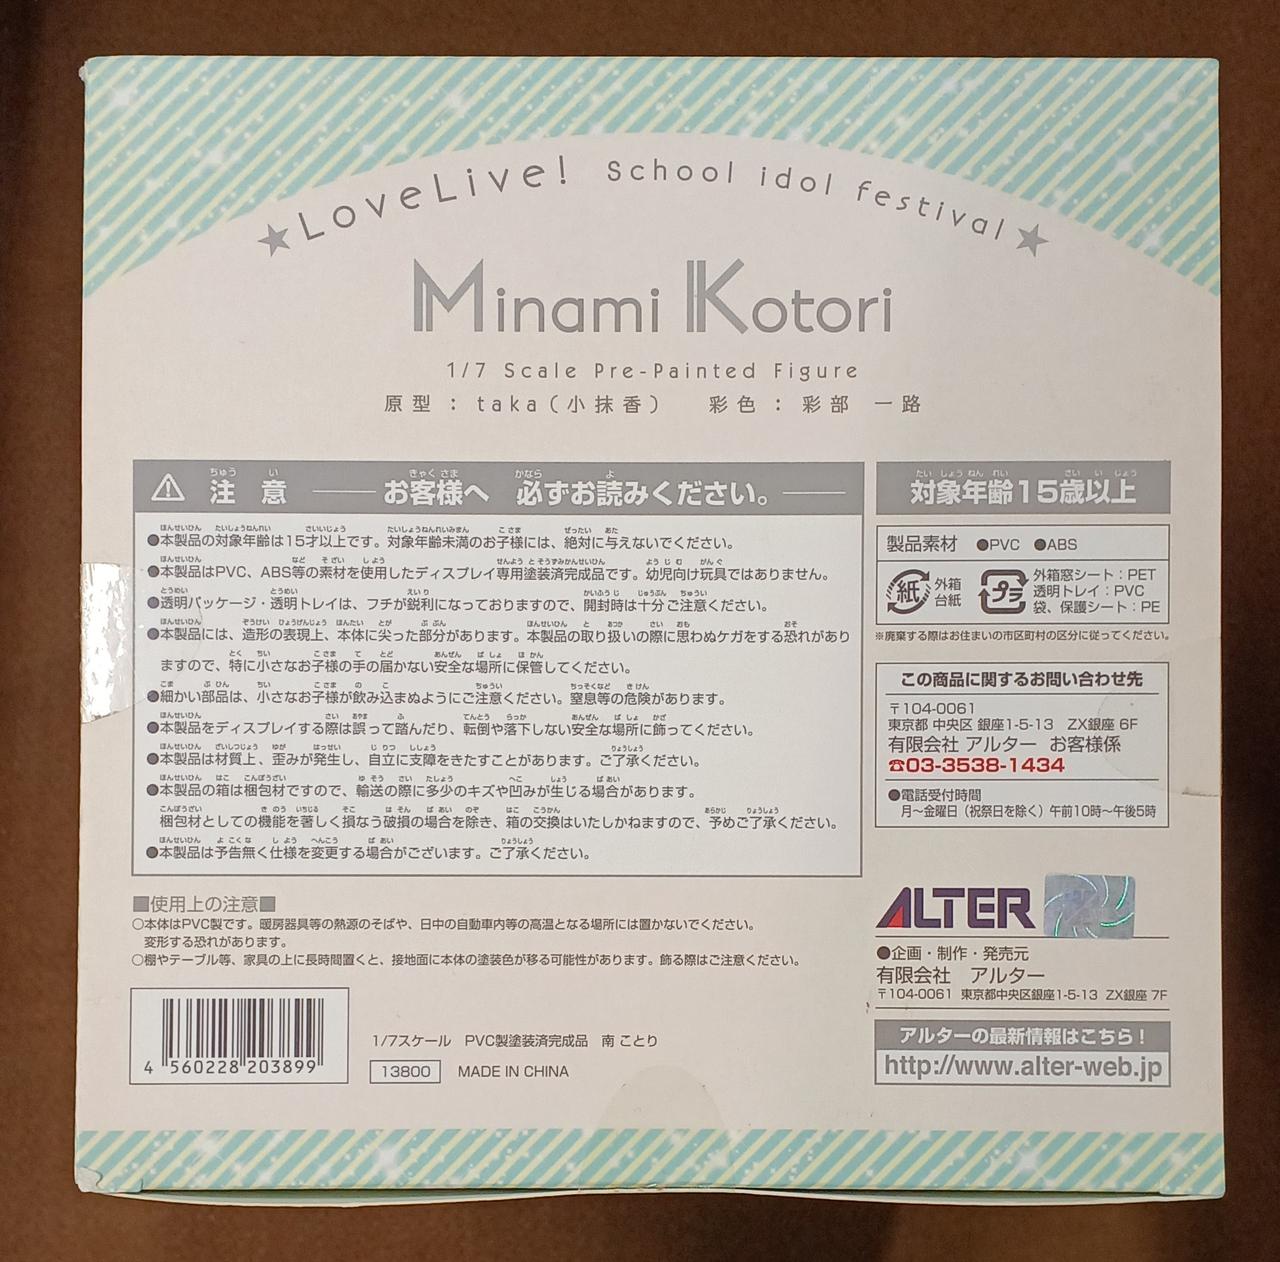 ★LoveLive! School idol festival★
Minami Kotori
1/7 Scale Pre-Painted Figure
原型：taka(小抹香) 彩色：彩部 一路
⚠ 注意 ── お客様へ 必ずお読みください。 ──
●本製品の対象年齢は15才以上です。対象年齢未満のお子様には、絶対に与えないでください。
●本製品はPVC、ABS等の素材を使用したディスプレイ専用塗装済完成品です。幼児向け玩具ではありません。
●透明パッケージ・透明トレイは、フチが鋭利になっておりますので、開封時は十分ご注意ください。
●本製品には、造形の表現上、本体に尖った部分があります。本製品の取り扱いの際に思わぬケガをする恐れがあり
ますので、特に小さなお子様の手の届かない安全な場所に保管してください。
●細かい部品は、小さなお子様が飲み込まぬようにご注意ください。窒息等の危険があります。
●本製品をディスプレイする際は誤って踏んだり、転倒や落下しない安全な場所に飾ってください。
●本製品は材質上、歪みが発生し、自立に支障をきたすことがあります。ご了承ください。
●本製品の箱は梱包材ですので、輸送の際に多少のキズや凹みが生じる場合があります。
梱包材としての機能を著しく損なう破損の場合を除き、箱の交換はいたしかねますので、予めご了承ください。
●本製品は予告無く仕様を変更する場合がございます。ご了承ください。
対象年齢15歳以上
製品素材 ●PVC ●ABS
紙 外箱
台紙
プラ 外箱窓シート：PET
透明トレイ：PVC
袋、保護シート：PE
※廃棄する際はお住まいの市区町村の区分に従ってください。
この商品に関するお問い合わせ先
〒104-0061
東京都 中央区 銀座1-5-13 ZX銀座 6F
有限会社 アルター お客様係
☎03-3538-1434
●電話受付時間
月〜金曜日（祝祭日を除く）午前10時〜午後5時
■使用上の注意■
○本体はPVC製です。暖房器具等の熱源のそばや、日中の自動車内等の高温となる場所には置かないでください。
変形する恐れがあります。
○棚やテーブル等、家具の上に長時間置くと、接地面に本体の塗装色が移る可能性があります。飾る際はご注意ください。
ALTER
●企画・制作・発売元
有限会社 アルター
〒104-0061 東京都中央区銀座1-5-13 ZX銀座 7F
アルターの最新情報はこちら！
http://www.alter-web.jp
4 560228 203899
1/7スケール PVC製塗装済完成品 南 ことり
13800 MADE IN CHINA